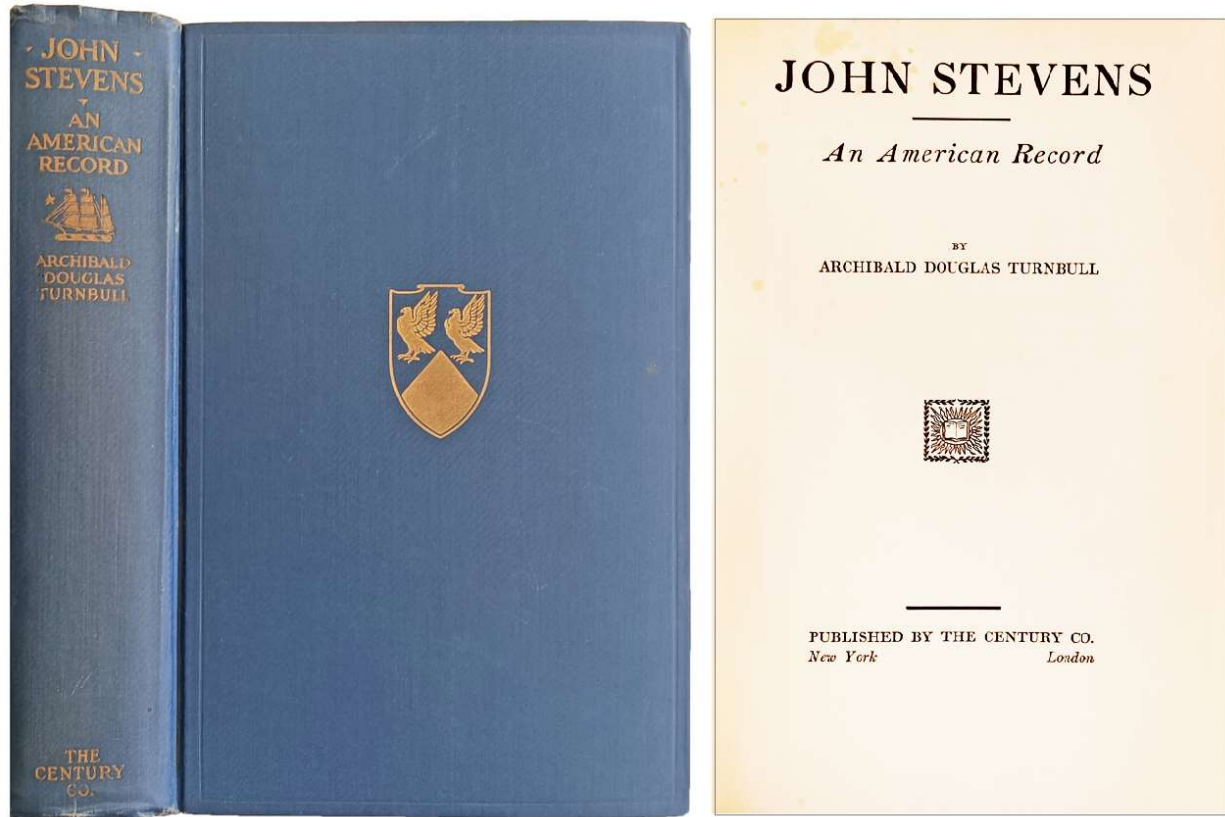 JOHN
STEVENS
AN
AMERICAN
RECORD
ARCHIBALD
DOUGLAS
TURNBULL
THE
CENTURY
CO.
JOHN STEVENS
An American Record
BY
ARCHIBALD DOUGLAS TURNBULL
PUBLISHED BY THE CENTURY CO.
New York London